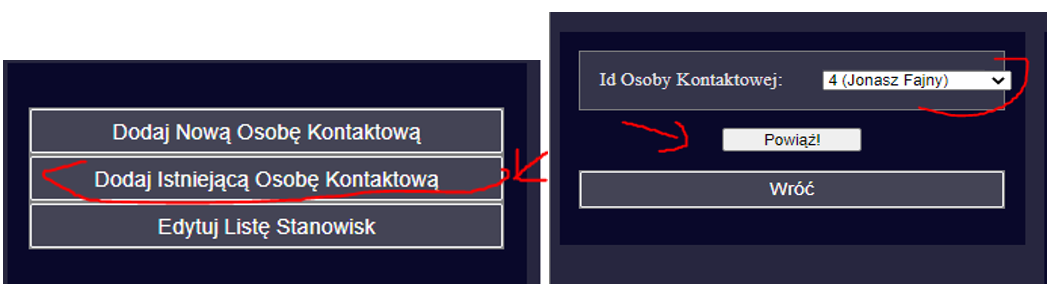 Dodaj Nową Osobę Kontaktową
Dodaj Istniejącą Osobę Kontaktową
Edytuj Listę Stanowisk
Id Osoby Kontaktowej: 4 (Jonasz Fajny)
Powiąż!
Wróć